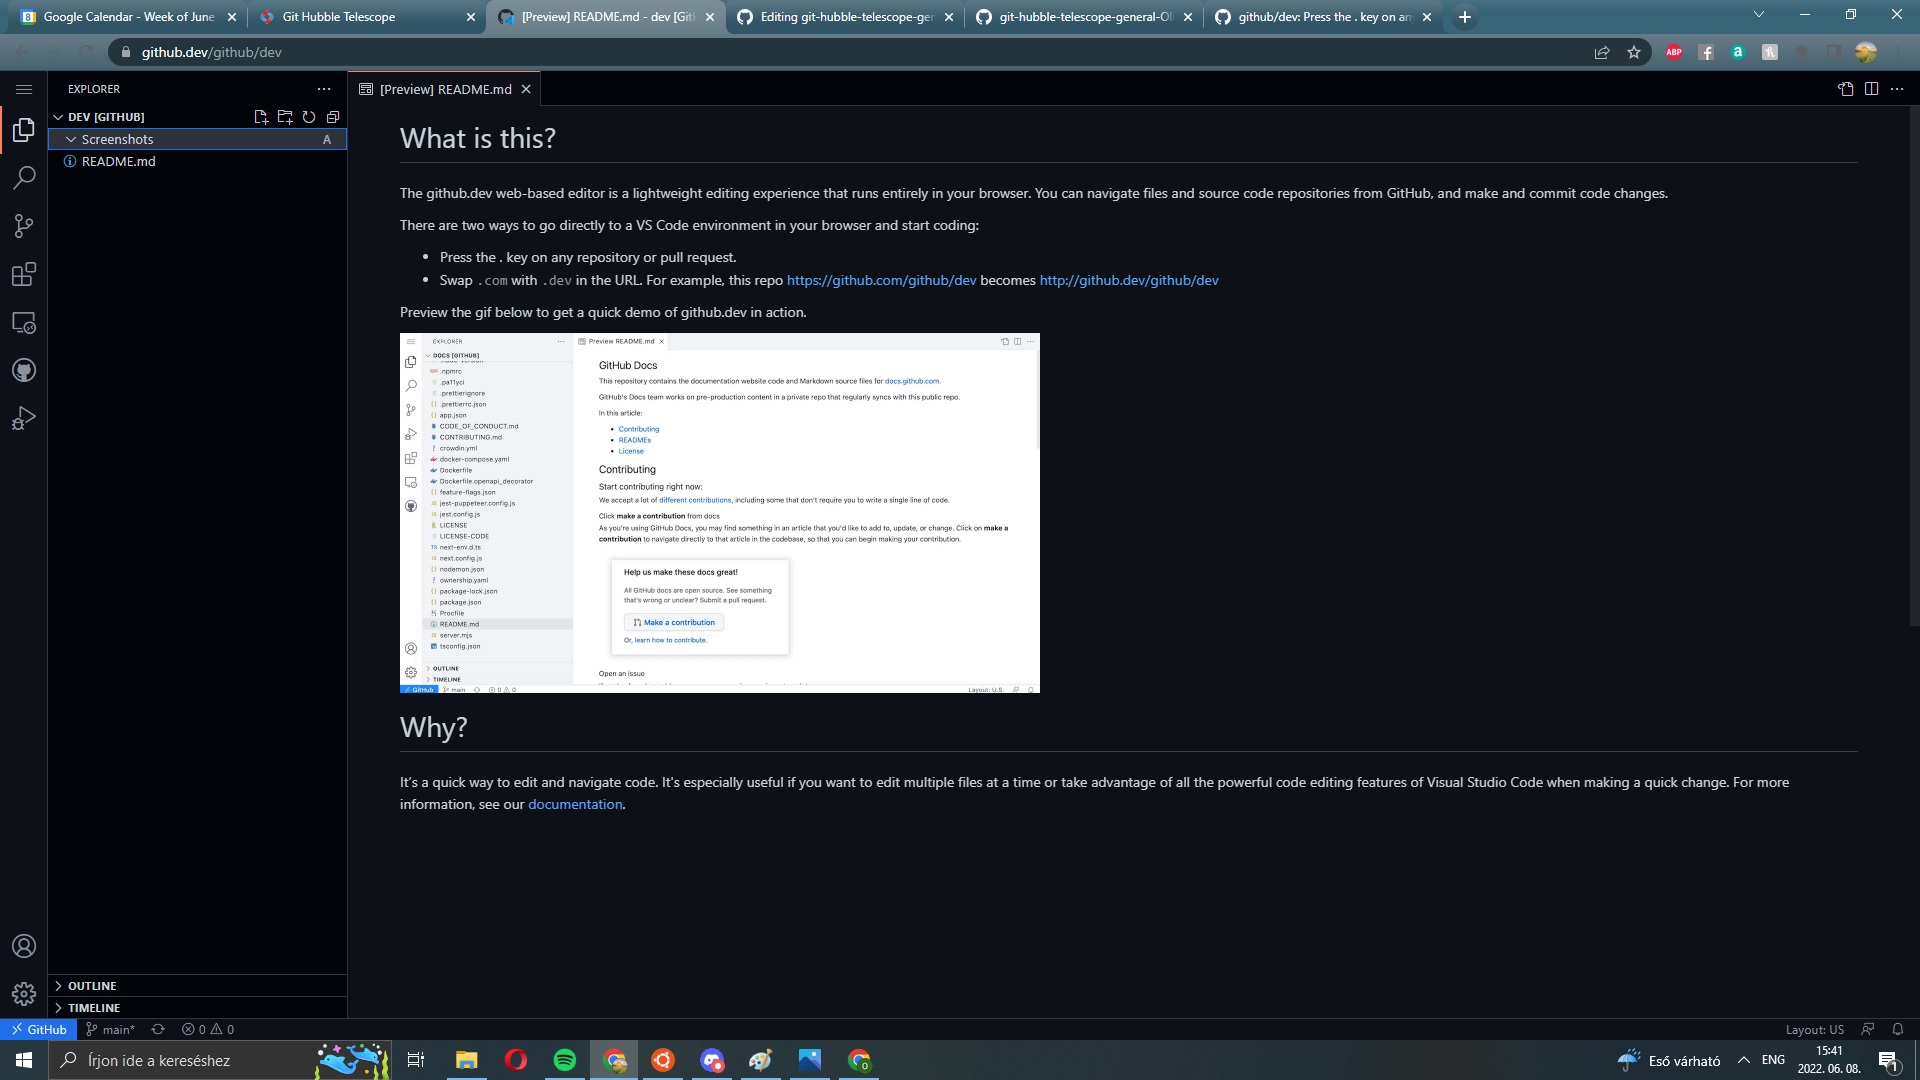 Google Calendar - Week of June
Git Hubble Telescope
[Preview] README.md - dev [Git
Editing git-hubble-telescope-gen
git-hubble-telescope-general-Oli
github/dev: Press the . key on an
github.dev/github/dev
ABP
EXPLORER
[Preview] README.md
DEV [GITHUB]
Screenshots
A
README.md
What is this?
The github.dev web-based editor is a lightweight editing experience that runs entirely in your browser. You can navigate files and source code repositories from GitHub, and make and commit code changes.
There are two ways to go directly to a VS Code environment in your browser and start coding:
• Press the . key on any repository or pull request.
• Swap .com with .dev in the URL. For example, this repo https://github.com/github/dev becomes http://github.dev/github/dev
Preview the gif below to get a quick demo of github.dev in action.
EXPLORER
Preview README.md
DOCS [GITHUB]
.npmrc
.pa11yci
.prettierignore
.prettierrc.json
app.json
CODE_OF_CONDUCT.md
CONTRIBUTING.md
crowdin.yml
docker-compose.yaml
Dockerfile
Dockerfile.openapi_decorator
feature-flags.json
jest-puppeteer.config.js
jest.config.js
LICENSE
LICENSE-CODE
next-env.d.ts
next.config.js
nodemon.json
ownership.yaml
package-lock.json
package.json
Procfile
README.md
server.mjs
tsconfig.json
OUTLINE
TIMELINE
GitHub
main
0 0
GitHub Docs
This repository contains the documentation website code and Markdown source files for docs.github.com.
GitHub's Docs team works on pre-production content in a private repo that regularly syncs with this public repo.
In this article:
• Contributing
• READMEs
• License
Contributing
Start contributing right now:
We accept a lot of different contributions, including some that don't require you to write a single line of code.
Click make a contribution from docs
As you're using GitHub Docs, you may find something in an article that you'd like to add to, update, or change. Click on make a
contribution to navigate directly to that article in the codebase, so that you can begin making your contribution.
Help us make these docs great!
All GitHub docs are open source. See something
that's wrong or unclear? Submit a pull request.
Make a contribution
Or, learn how to contribute.
Open an issue
Layout: U.S.
Why?
It's a quick way to edit and navigate code. It's especially useful if you want to edit multiple files at a time or take advantage of all the powerful code editing features of Visual Studio Code when making a quick change. For more
information, see our documentation.
OUTLINE
TIMELINE
GitHub
main*
0 0
Layout: US
Írjon ide a kereséshez
Eső várható
ENG
15:41
2022. 06. 08.
1